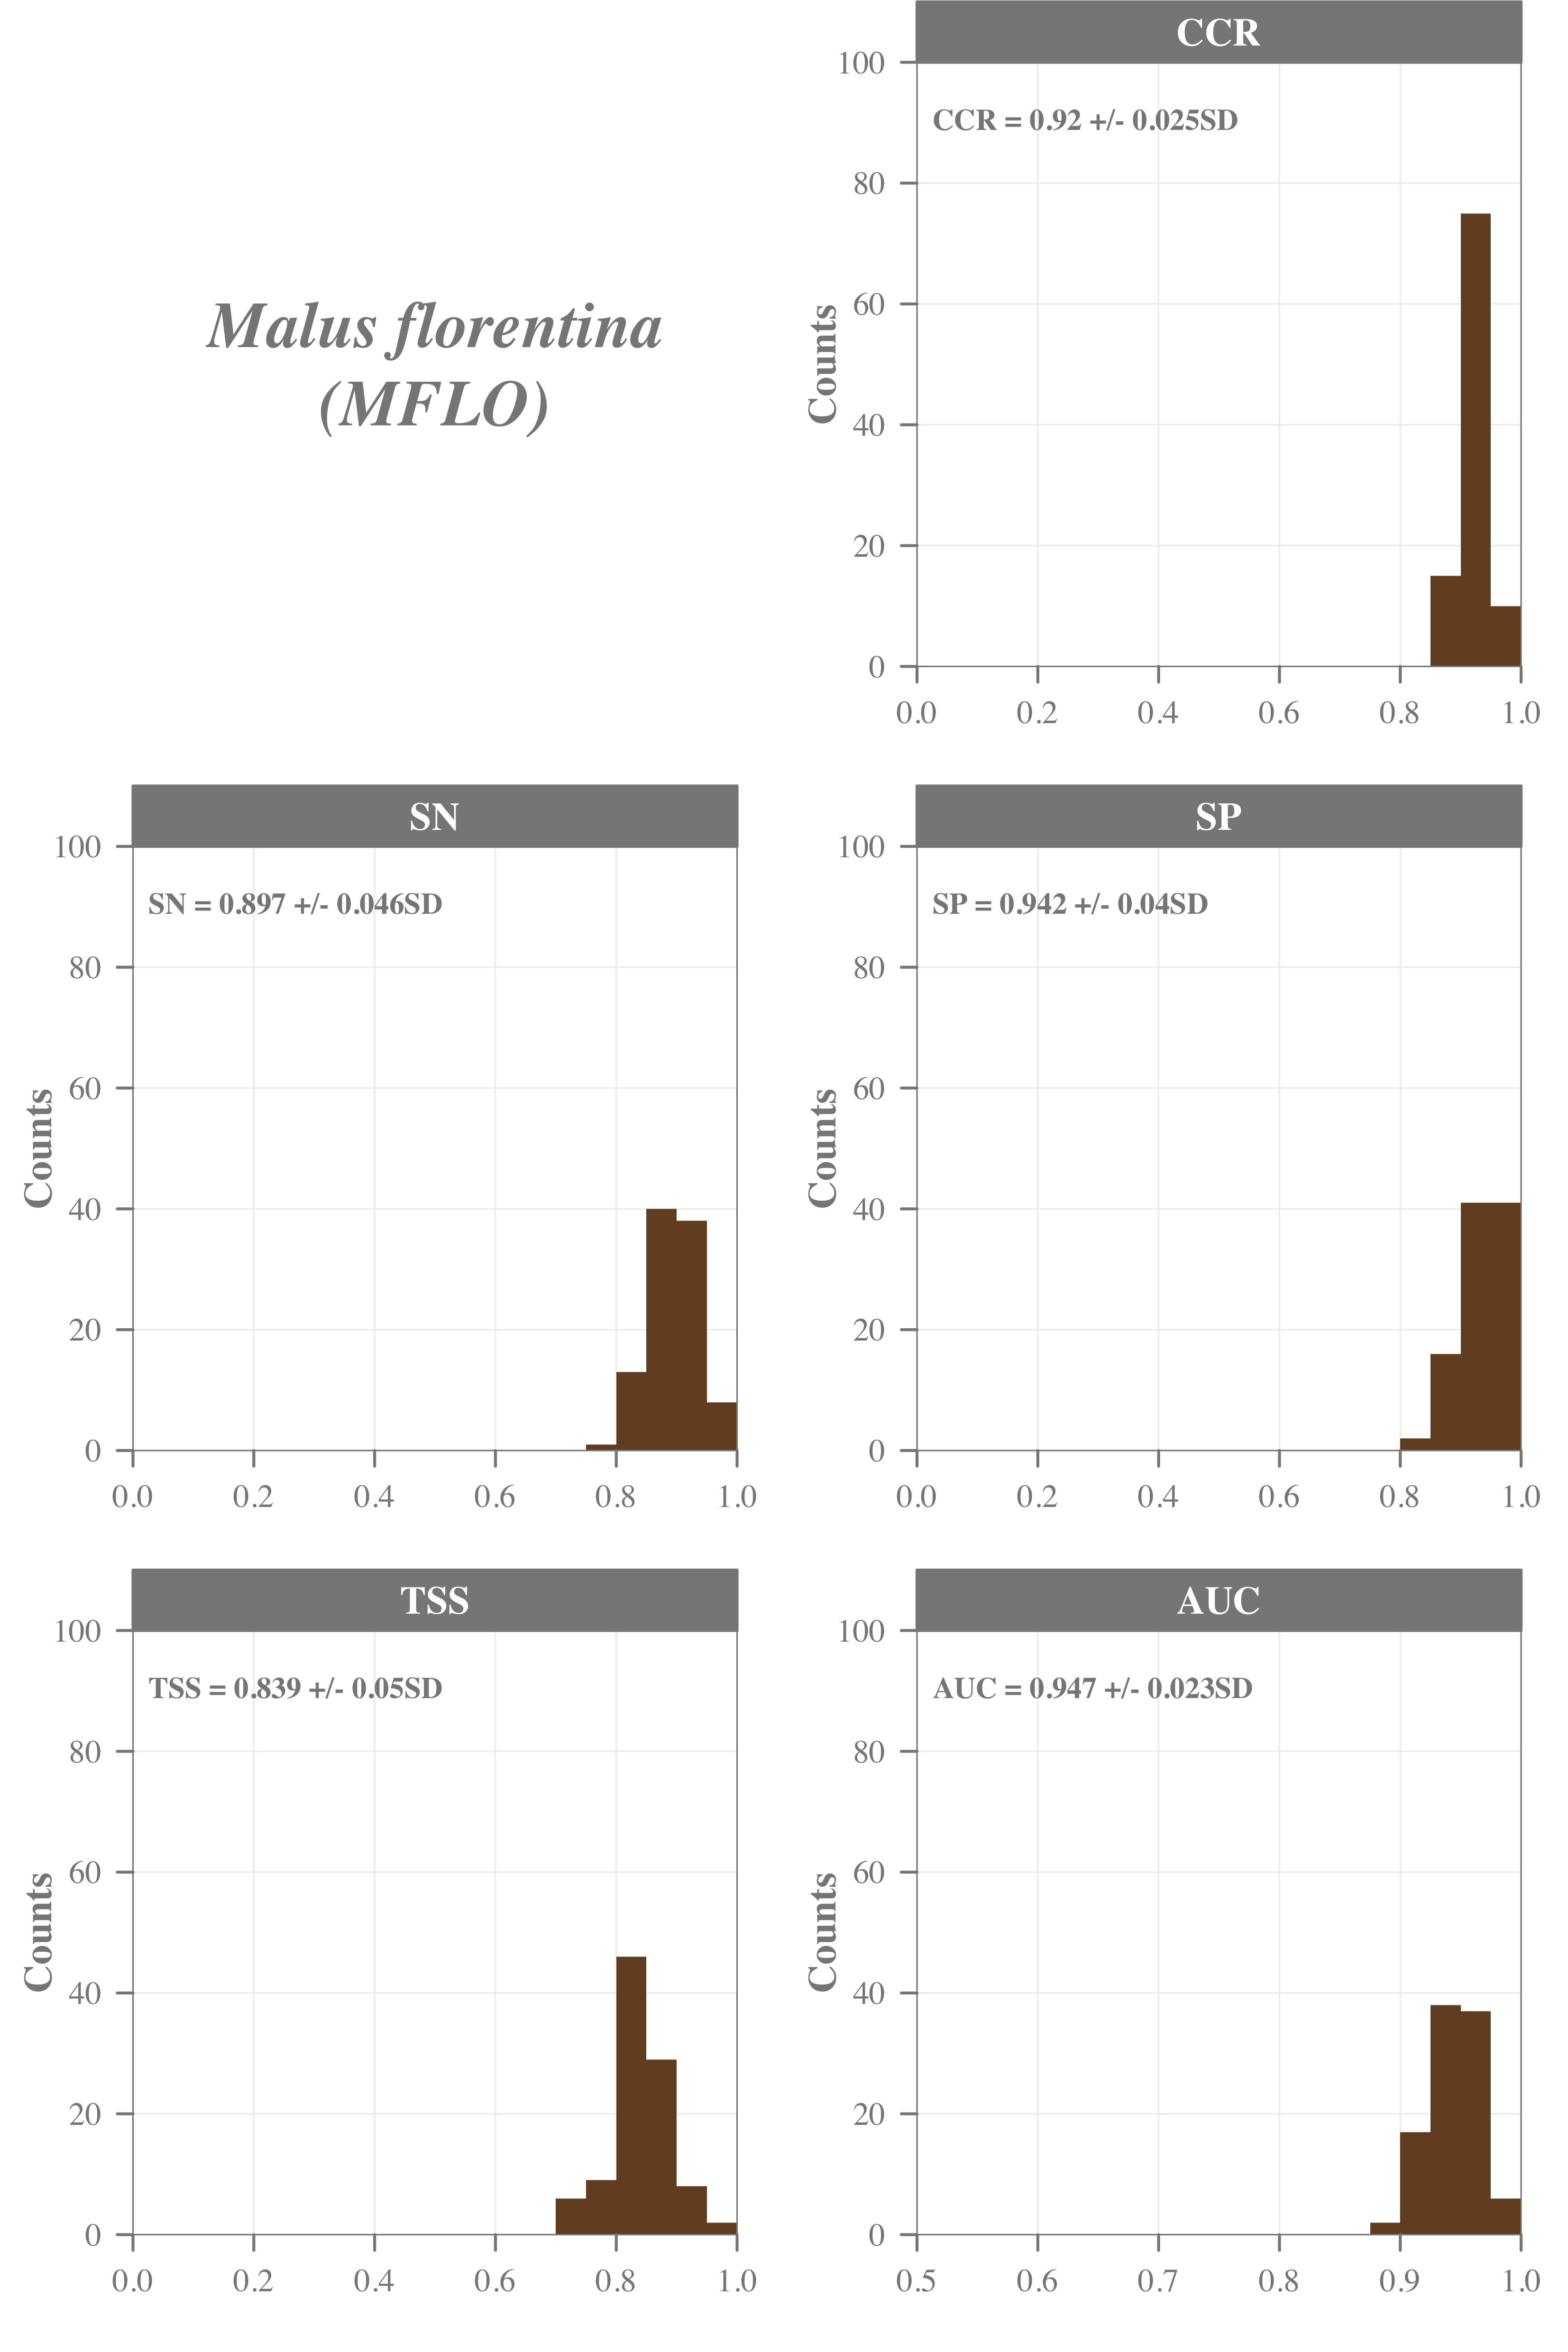 Malus florentina
(MFLO)
CCR
CCR = 0.92 +/- 0.025SD
Counts
100
80
60
40
20
0
0.0 0.2 0.4 0.6 0.8 1.0
SN
SN = 0.897 +/- 0.046SD
Counts
100
80
60
40
20
0
0.0 0.2 0.4 0.6 0.8 1.0
SP
SP = 0.942 +/- 0.04SD
Counts
100
80
60
40
20
0
0.0 0.2 0.4 0.6 0.8 1.0
TSS
TSS = 0.839 +/- 0.05SD
Counts
100
80
60
40
20
0
0.0 0.2 0.4 0.6 0.8 1.0
AUC
AUC = 0.947 +/- 0.023SD
Counts
100
80
60
40
20
0
0.5 0.6 0.7 0.8 0.9 1.0